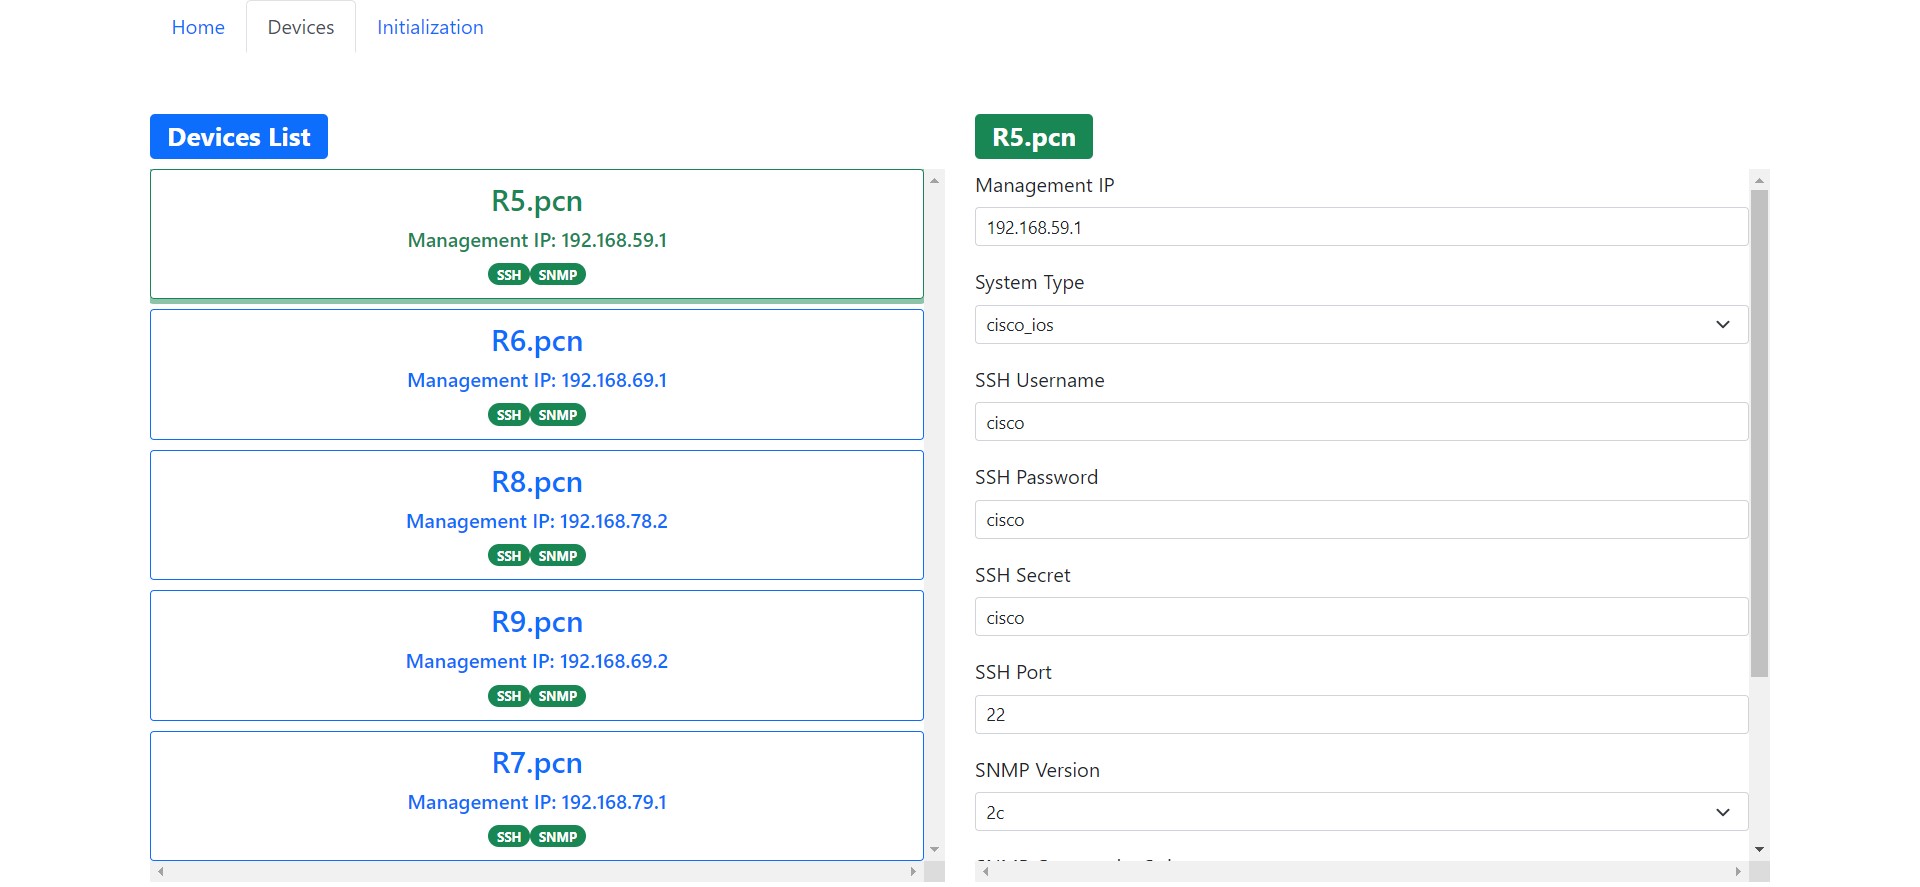 Home Devices Initialization
Devices List
R5.pcn
Management IP: 192.168.59.1
SSH SNMP
R6.pcn
Management IP: 192.168.69.1
SSH SNMP
R8.pcn
Management IP: 192.168.78.2
SSH SNMP
R9.pcn
Management IP: 192.168.69.2
SSH SNMP
R7.pcn
Management IP: 192.168.79.1
SSH SNMP
R5.pcn
Management IP
192.168.59.1
System Type
cisco_ios
SSH Username
cisco
SSH Password
cisco
SSH Secret
cisco
SSH Port
22
SNMP Version
2c